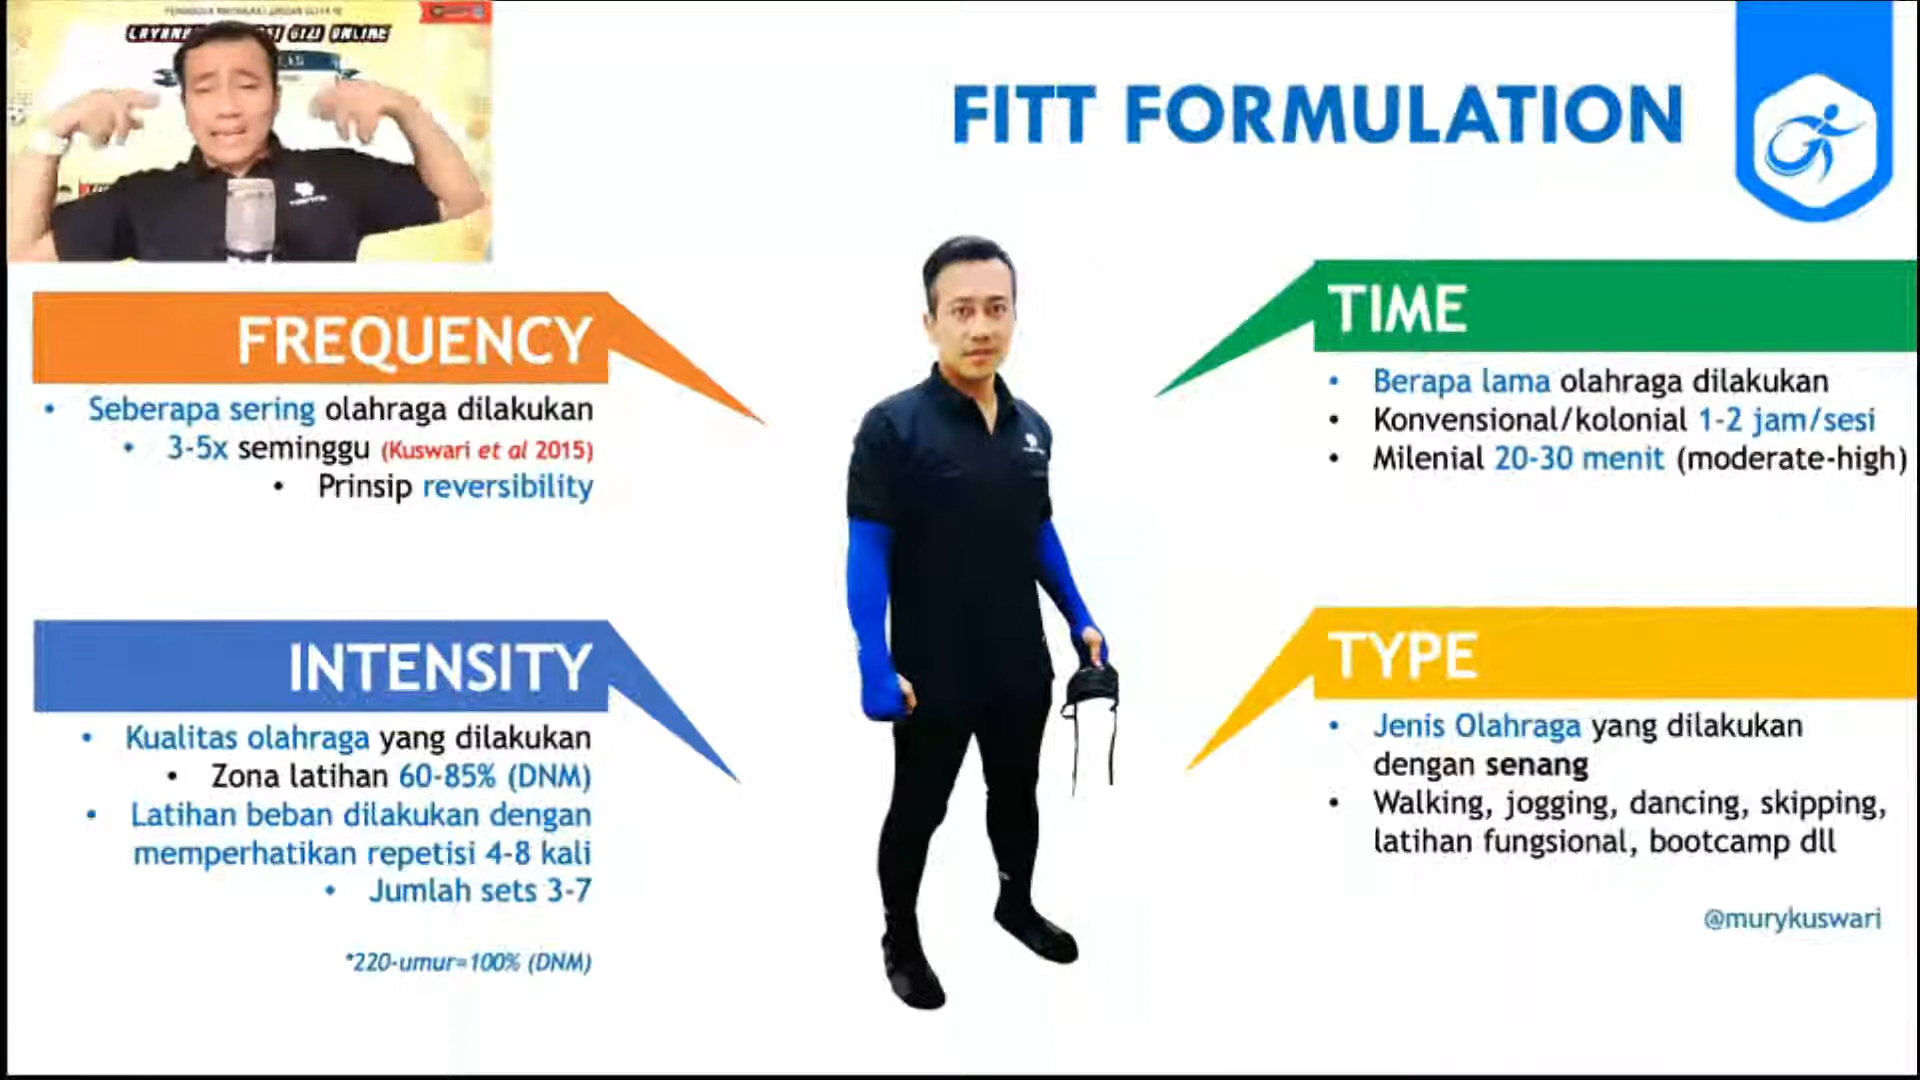 GIZI ONLINE
FITT FORMULATION
FREQUENCY
• Seberapa sering olahraga dilakukan
• 3-5x seminggu (Kuswari et al 2015)
• Prinsip reversibility
INTENSITY
• Kualitas olahraga yang dilakukan
• Zona latihan 60-85% (DNM)
• Latihan beban dilakukan dengan
memperhatikan repetisi 4-8 kali
• Jumlah sets 3-7
*220-umur=100% (DNM)
TIME
• Berapa lama olahraga dilakukan
• Konvensional/kolonial 1-2 jam/sesi
• Milenial 20-30 menit (moderate-high)
TYPE
• Jenis Olahraga yang dilakukan
dengan senang
• Walking, jogging, dancing, skipping,
latihan fungsional, bootcamp dll
@murykuswari